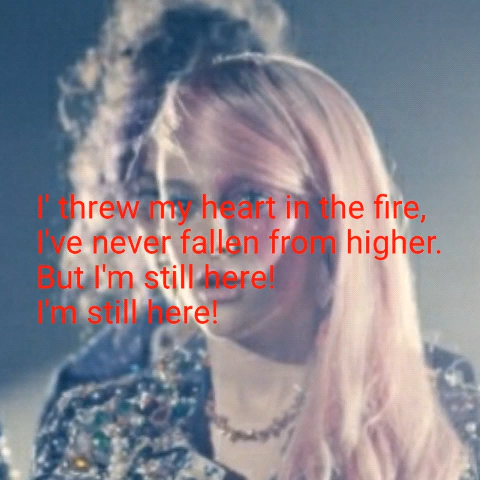 I' threw my heart in the fire,
I've never fallen from higher.
But I'm still here!
I'm still here!